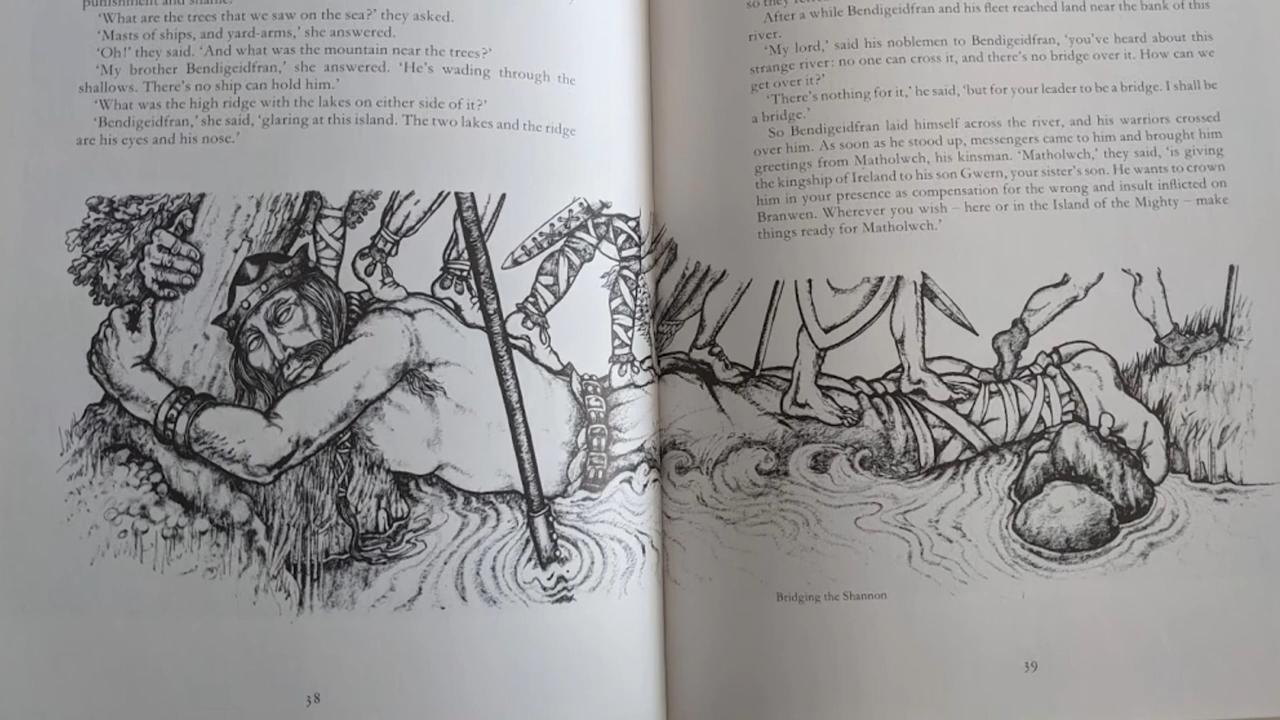 punishment and shame.
‘What are the trees that we saw on the sea?’ they asked.
‘Masts of ships, and yard-arms,’ she answered.
‘Oh!’ they said. ‘And what was the mountain near the trees?’
‘My brother Bendigeidfran,’ she answered. ‘He’s wading through the
shallows. There’s no ship can hold him.’
‘What was the high ridge with the lakes on either side of it?’
‘Bendigeidfran,’ she said, ‘glaring at this island. The two lakes and the ridge
are his eyes and his nose.’
38
so they
After a while Bendigeidfran and his fleet reached land near the bank of this
river.
‘My lord,’ said his noblemen to Bendigeidfran, ‘you’ve heard about this
strange river: no one can cross it, and there’s no bridge over it. How can we
get over it?’
‘There’s nothing for it,’ he said, ‘but for your leader to be a bridge. I shall be
a bridge.’
So Bendigeidfran laid himself across the river, and his warriors crossed
over him. As soon as he stood up, messengers came to him and brought him
greetings from Matholwch, his kinsman. ‘Matholwch,’ they said, ‘is giving
the kingship of Ireland to his son Gwern, your sister’s son. He wants to crown
him in your presence as compensation for the wrong and insult inflicted on
Branwen. Wherever you wish – here or in the Island of the Mighty – make
things ready for Matholwch.’
Bridging the Shannon
39